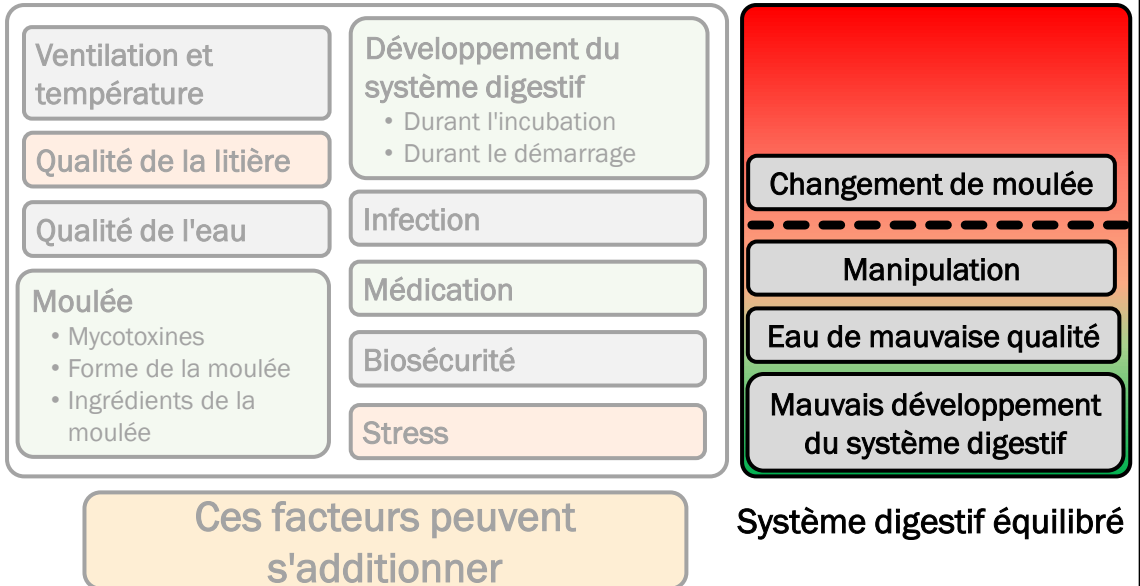 Ventilation et
température
Qualité de la litière
Qualité de l'eau
Moulée
• Mycotoxines
• Forme de la moulée
• Ingrédients de la
moulée
Développement du
système digestif
• Durant l'incubation
• Durant le démarrage
Infection
Médication
Biosécurité
Stress
Ces facteurs peuvent
s'additionner
Changement de moulée
Manipulation
Eau de mauvaise qualité
Mauvais développement
du système digestif
Système digestif équilibré